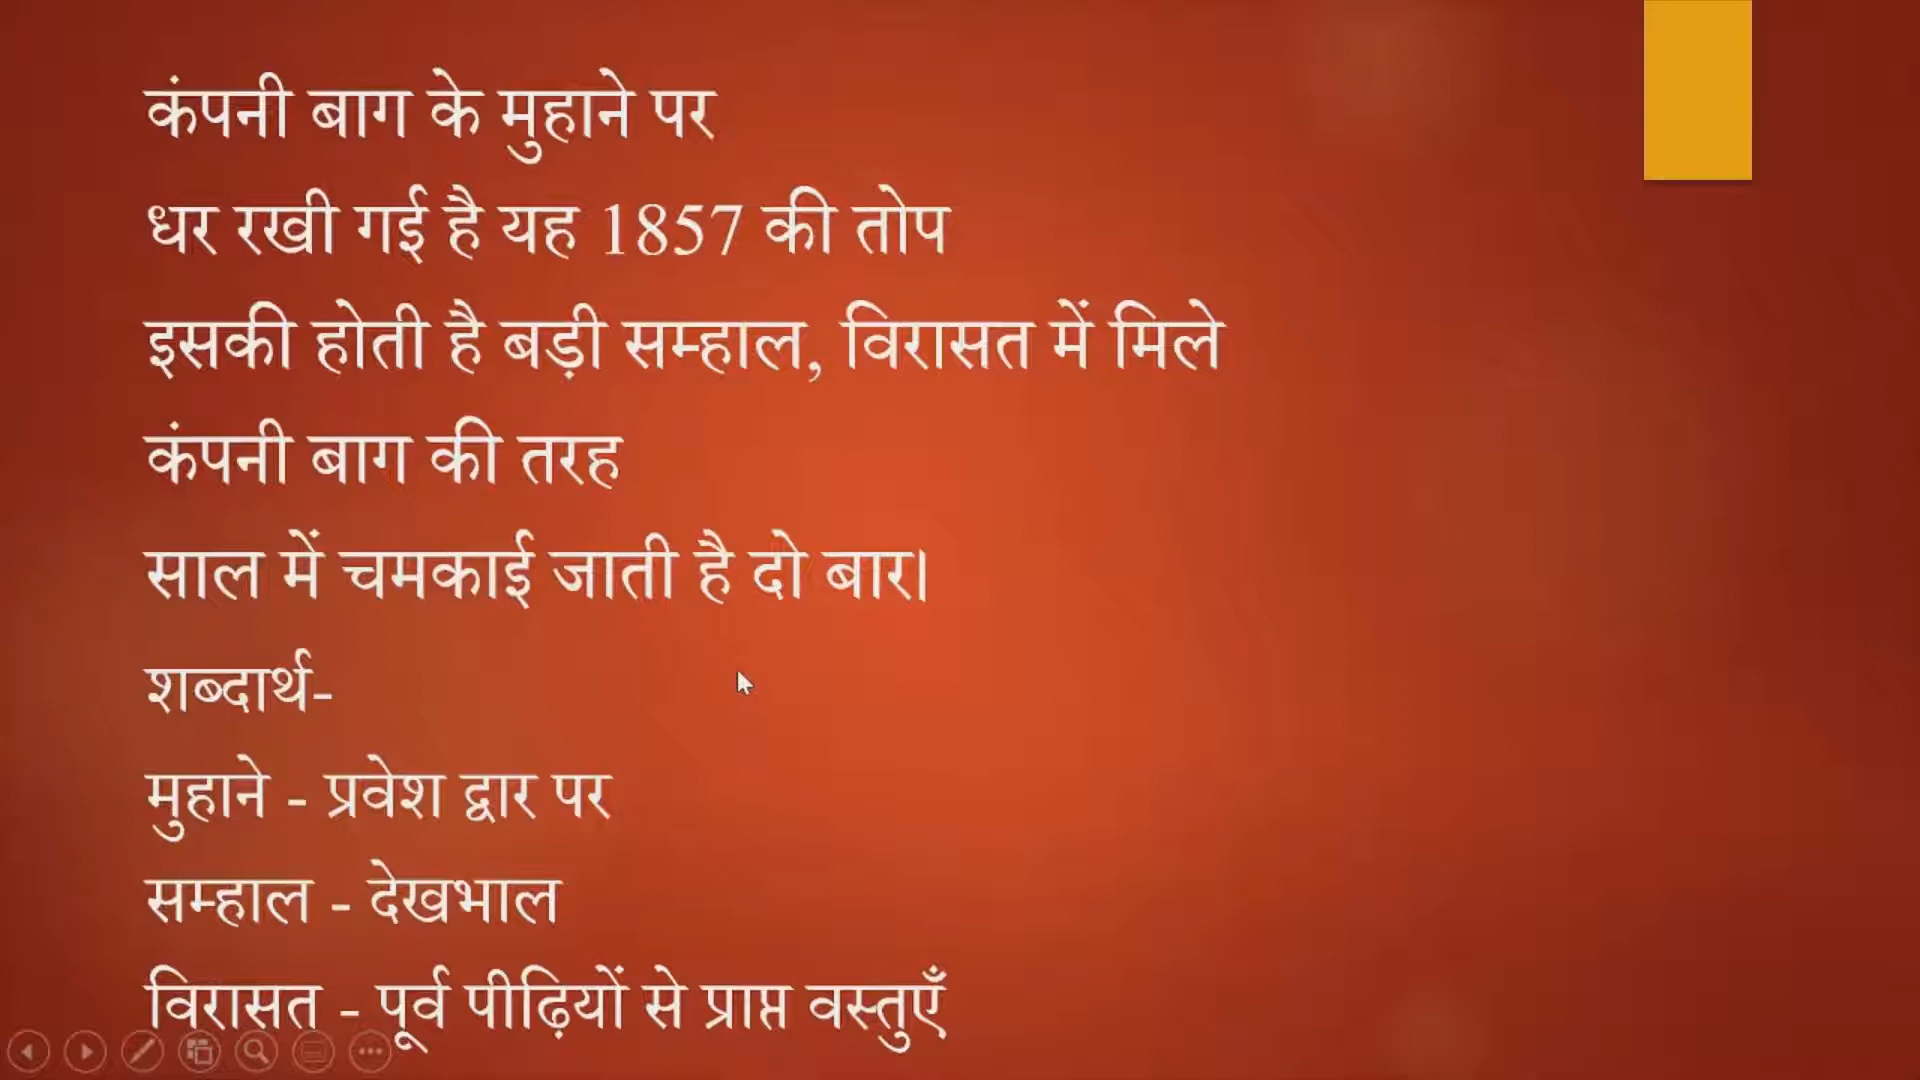 कंपनी बाग के मुहाने पर
धर रखी गई है यह 1857 की तोप
इसकी होती है बड़ी सम्हाल, विरासत में मिले
कंपनी बाग की तरह
साल में चमकाई जाती है दो बार।
शब्दार्थ-
मुहाने - प्रवेश द्वार पर
सम्हाल - देखभाल
विरासत - पूर्व पीढ़ियों से प्राप्त वस्तुएँ